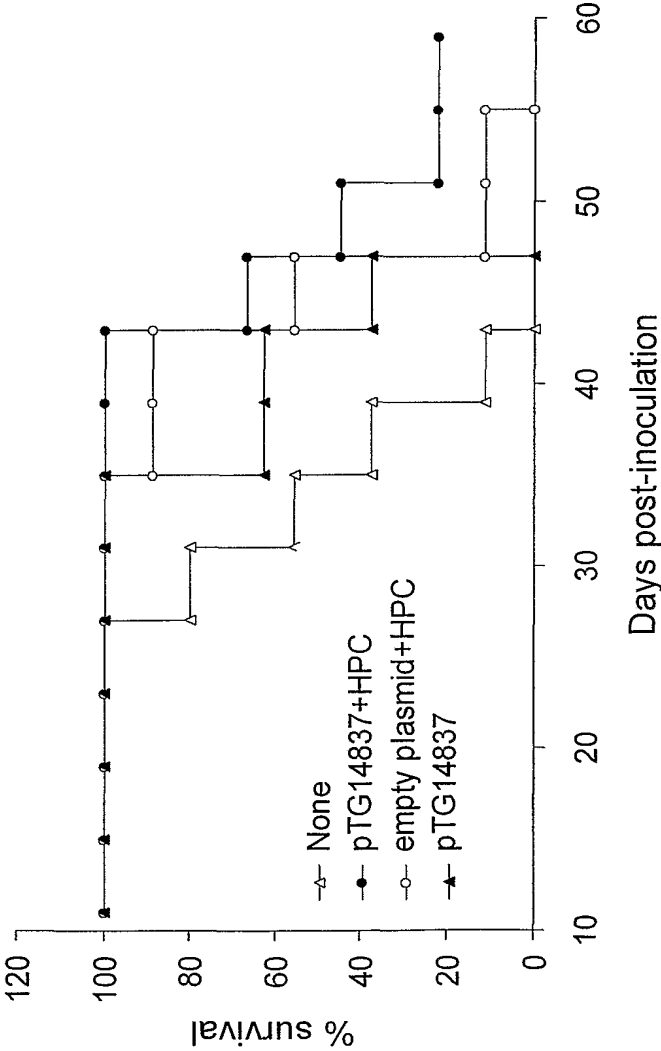 % survival
120
100
80
60
40
20
0
None
pTG14837+HPC
empty plasmid+HPC
pTG14837
10
20
30
40
50
60
Days post-inoculation